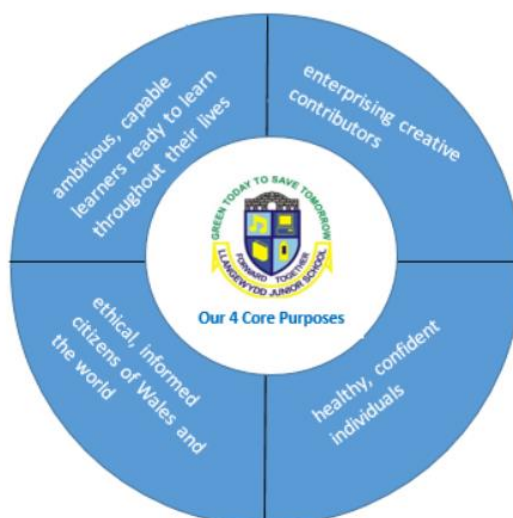 ambitious, capable
learners ready to learn
throughout their lives
enterprising creative
contributors
GREEN TODAY TO SAVE TOMORROW
FORWARD TOGETHER
LLANGEWYDD JUNIOR SCHOOL
Our 4 Core Purposes
ethical, informed
citizens of Wales and
the world
healthy, confident
individuals